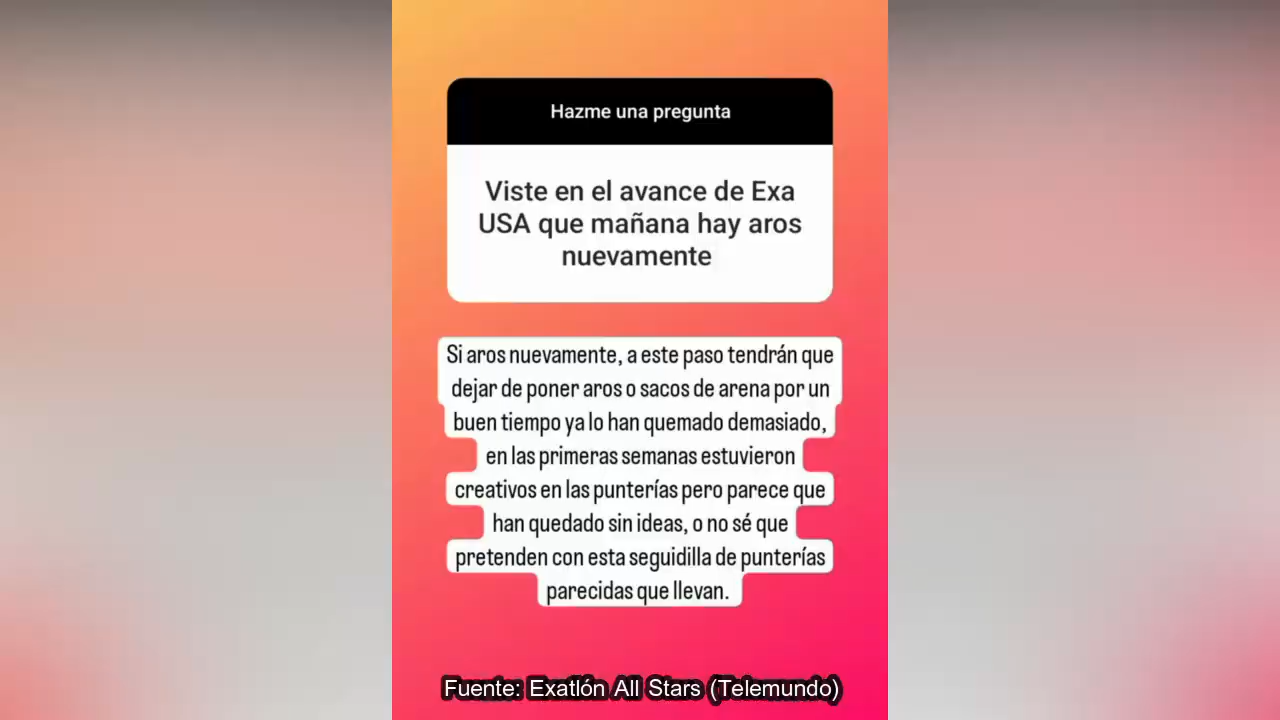 Hazme una pregunta
Viste en el avance de Exa
USA que mañana hay aros
nuevamente
Si aros nuevamente, a este paso tendrán que
dejar de poner aros o sacos de arena por un
buen tiempo ya lo han quemado demasiado,
en las primeras semanas estuvieron
creativos en las punterías pero parece que
han quedado sin ideas, o no sé que
pretenden con esta seguidilla de punterías
parecidas que llevan.
Fuente: Exatlón All Stars (Telemundo)